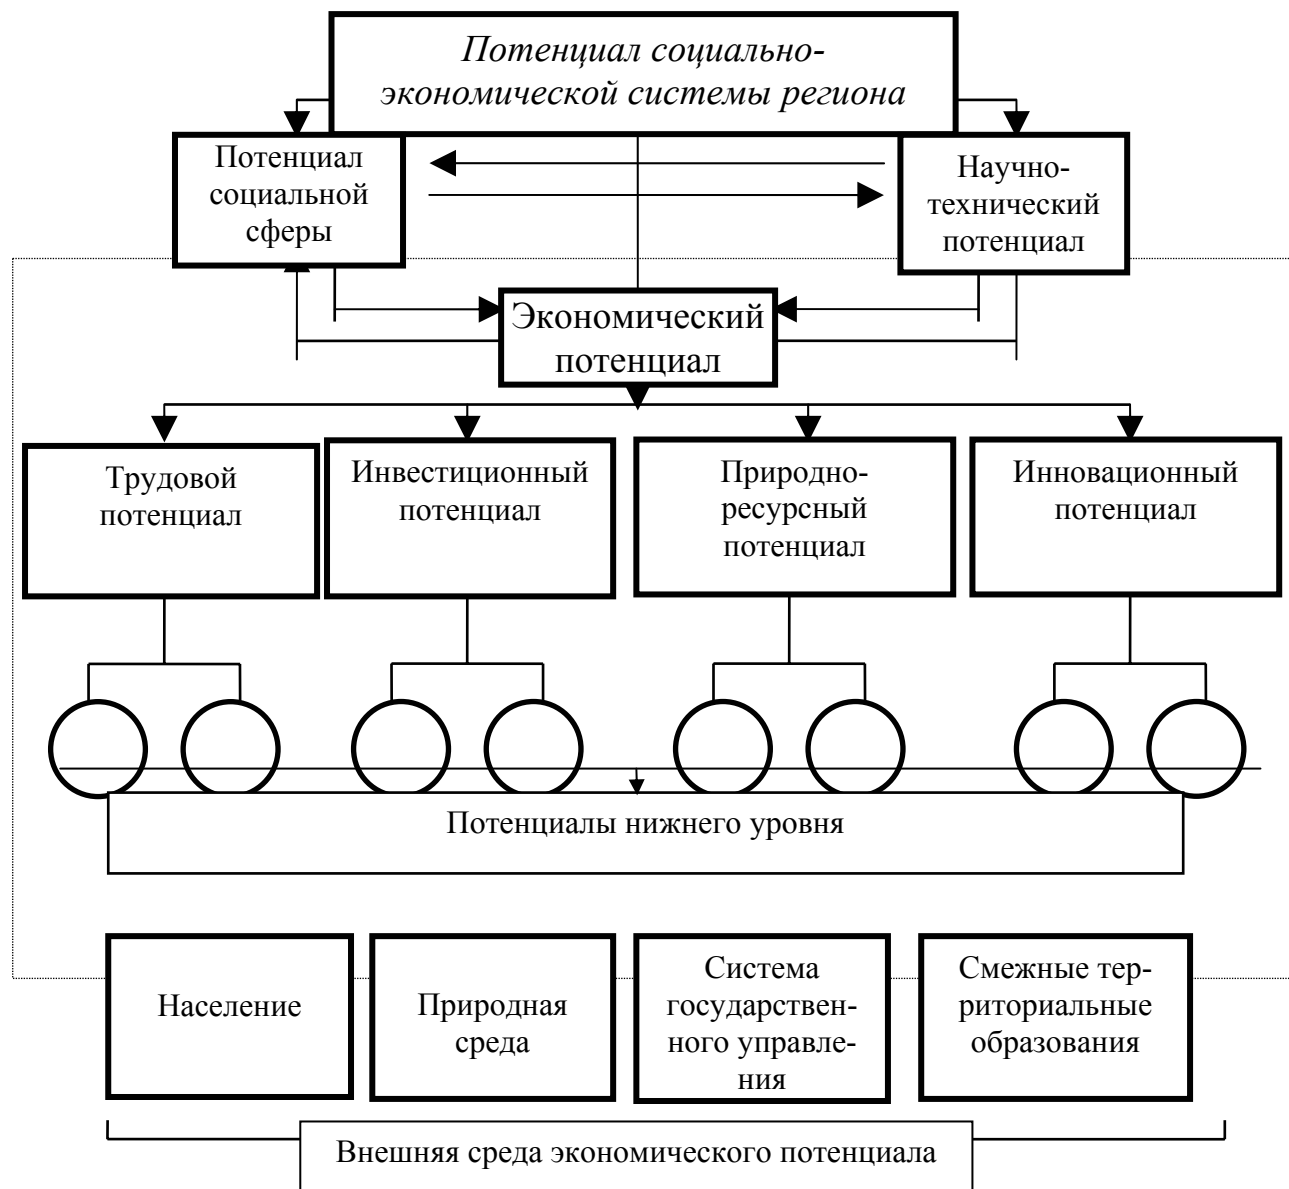 Потенциал социально-
экономической системы региона
Потенциал
социальной
сферы
Научно-
технический
потенциал
Экономический
потенциал
Трудовой
потенциал
Инвестиционный
потенциал
Природно-
ресурсный
потенциал
Инновационный
потенциал
Потенциалы нижнего уровня
Население
Природная
среда
Система
государствен-
ного управле-
ния
Смежные тер-
риториальные
образования
Внешняя среда экономического потенциала